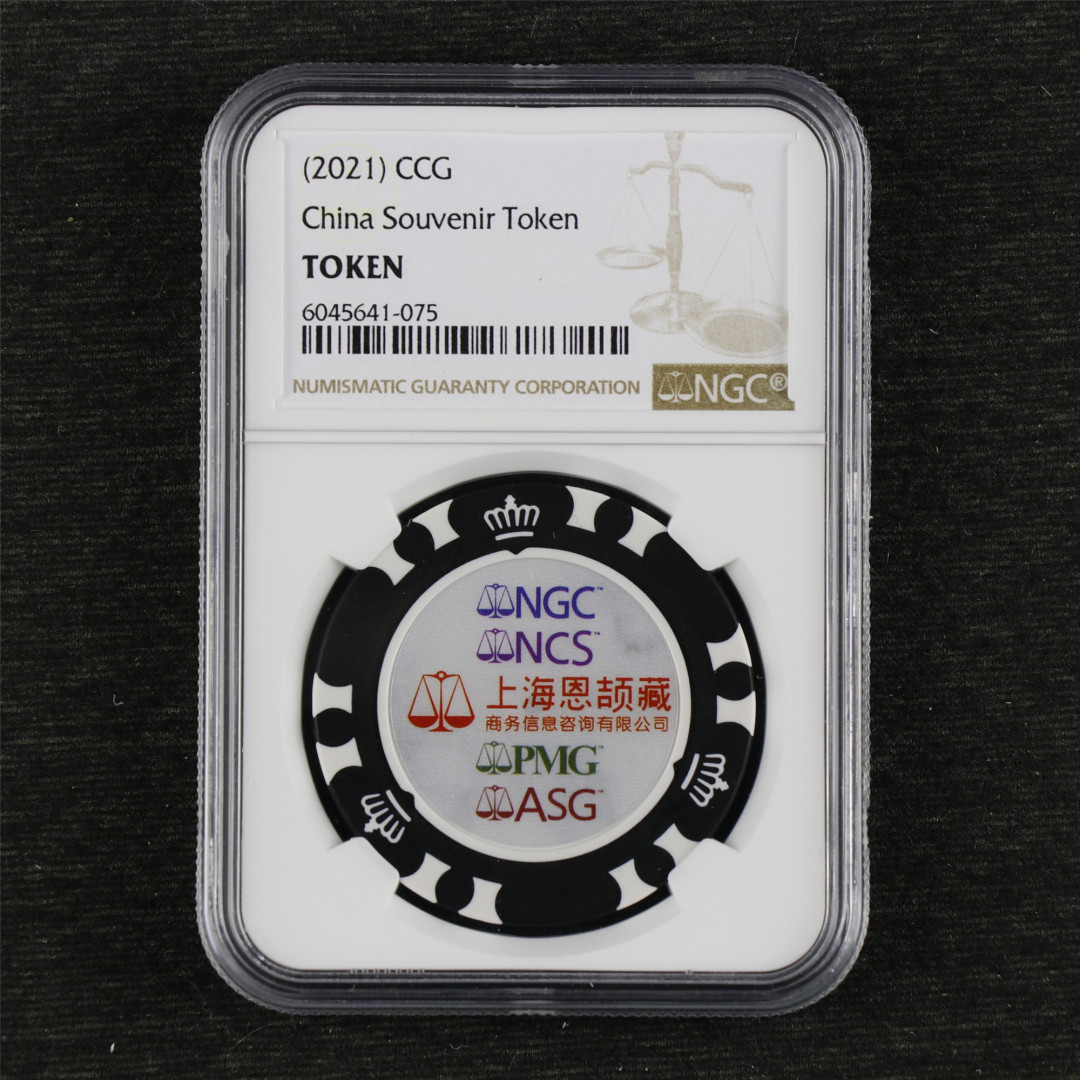 (2021) CCG
China Souvenir Token
TOKEN
6045641-075
NUMISMATIC GUARANTY CORPORATION
NGC®
NGC™
NCS™
上海恩颉藏
商务信息咨询有限公司
PMG™
ASG™